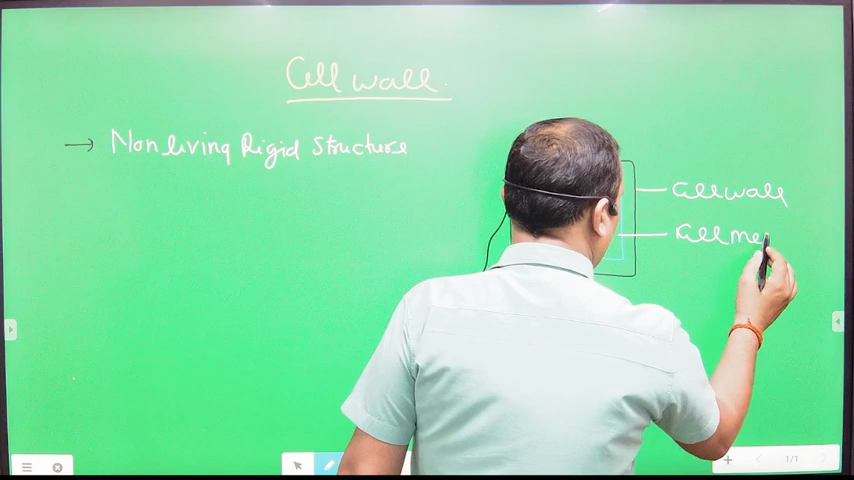 Cell wall.
→ Non living Rigid Structure
Cell wall
Cell me
1/1